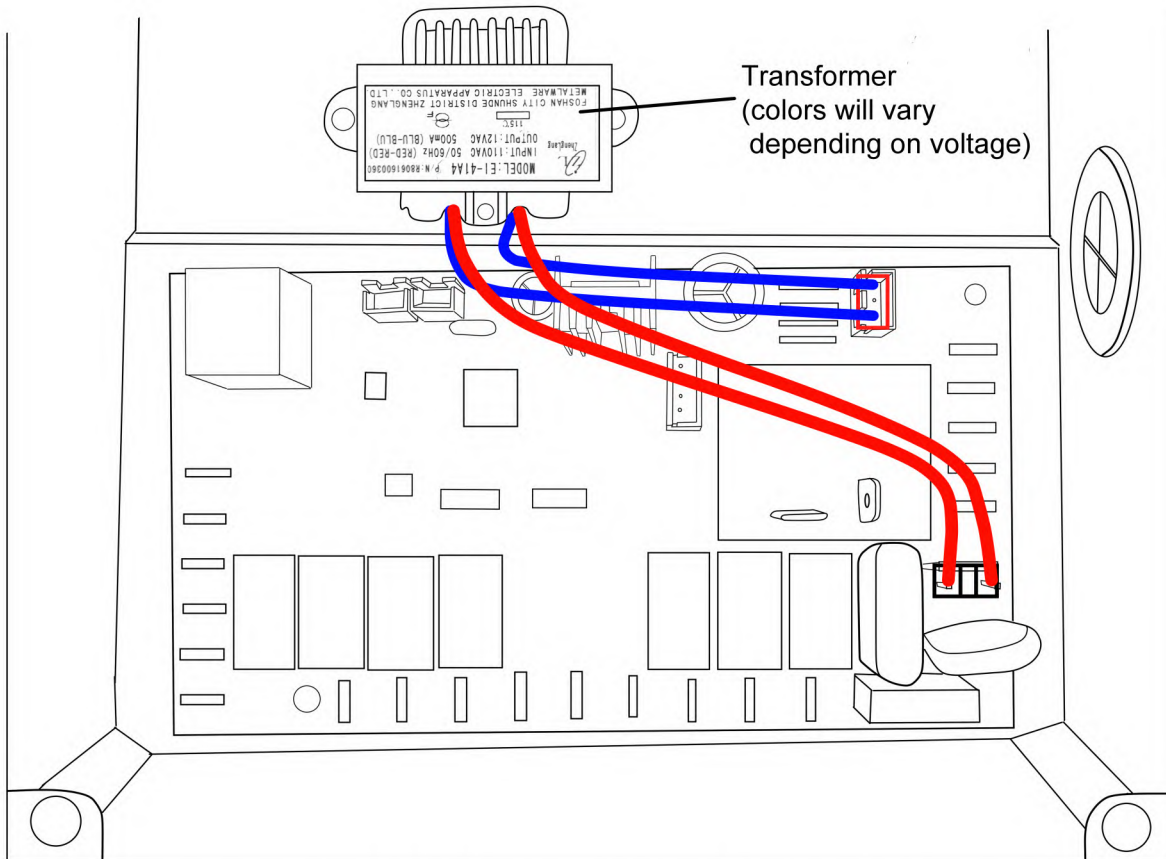 Transformer
(colors will vary
depending on voltage)
MODEL:EI-41A4
ZhengLang
INPUT:110VAC 50/60Hz (RED-RED)
OUTPUT:12VAC 500mA (BLU-BLU)
115℃ F
FOSHAN CITY SHUNDE DISTRICT ZHENGLANG
METALWARE ELECTRIC APPARATUS CO., LTD